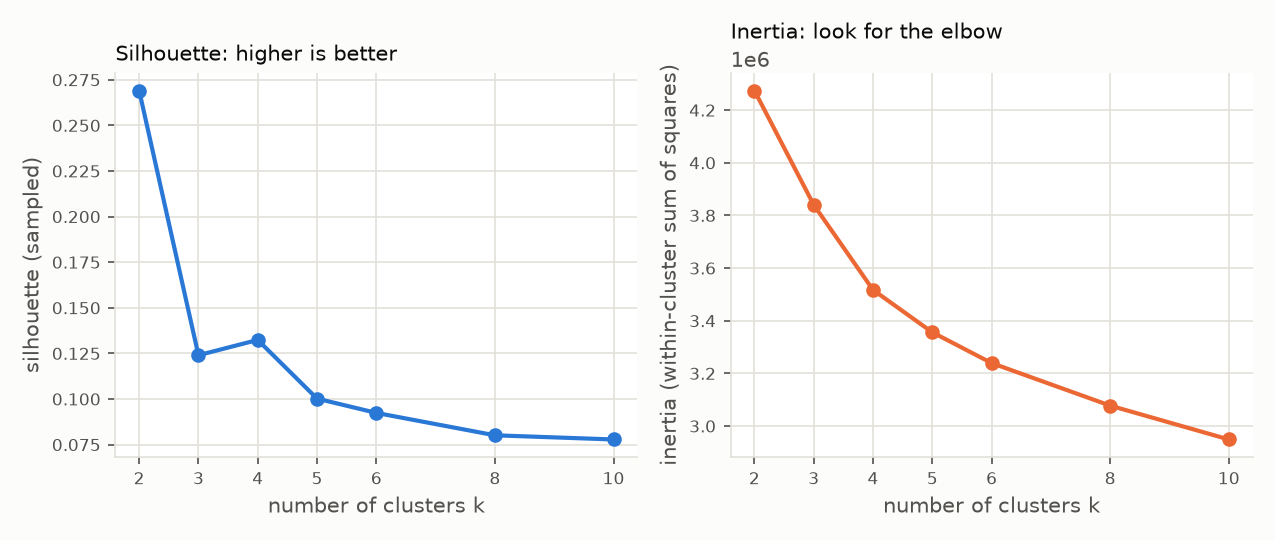 Silhouette: higher is better
0.275
0.250
0.225
0.200
0.175
0.150
0.125
0.100
0.075
silhouette (sampled)
2 3 4 5 6 8 10
number of clusters k
Inertia: look for the elbow
1e6
4.2
4.0
3.8
3.6
3.4
3.2
3.0
inertia (within-cluster sum of squares)
2 3 4 5 6 8 10
number of clusters k